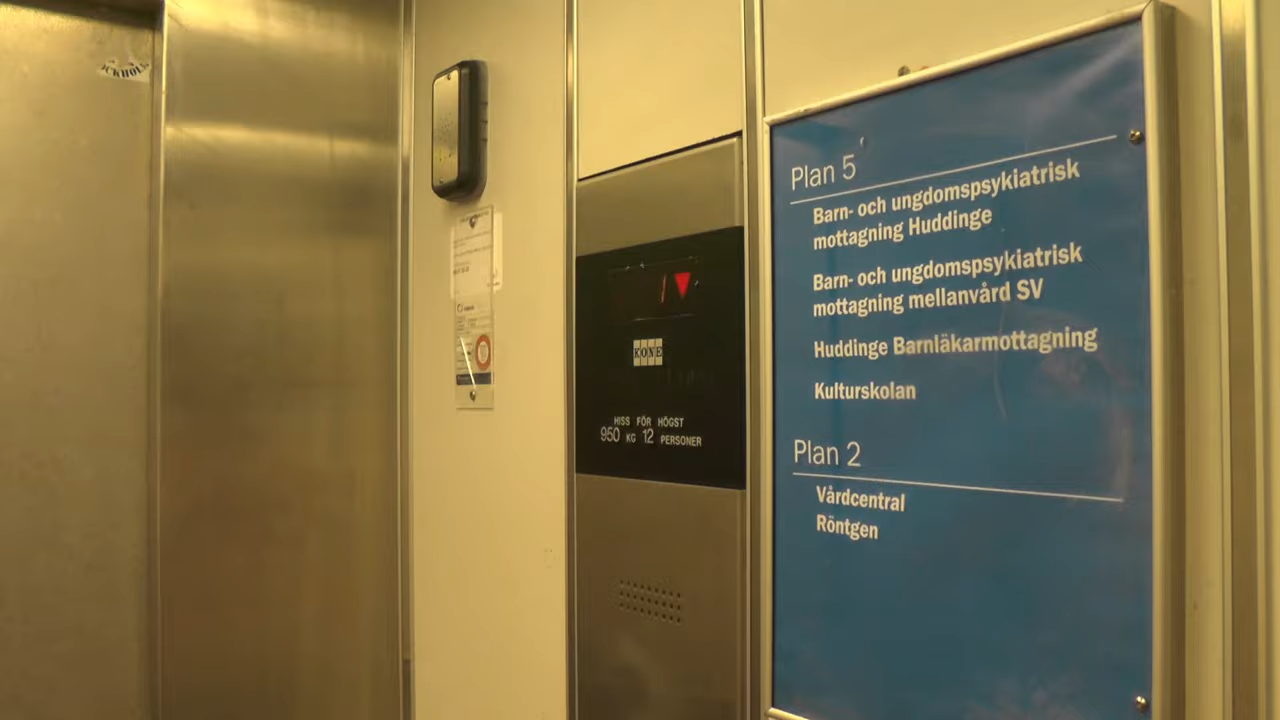 Plan 5
Barn- och ungdomspsykiatrisk
mottagning Huddinge
Barn- och ungdomspsykiatrisk
mottagning mellanvård SV
Huddinge Barnläkarmottagning
Kulturskolan
Plan 2
Vårdcentral
Röntgen
1
KONE
HISS FÖR HÖGST
950 KG 12 PERSONER